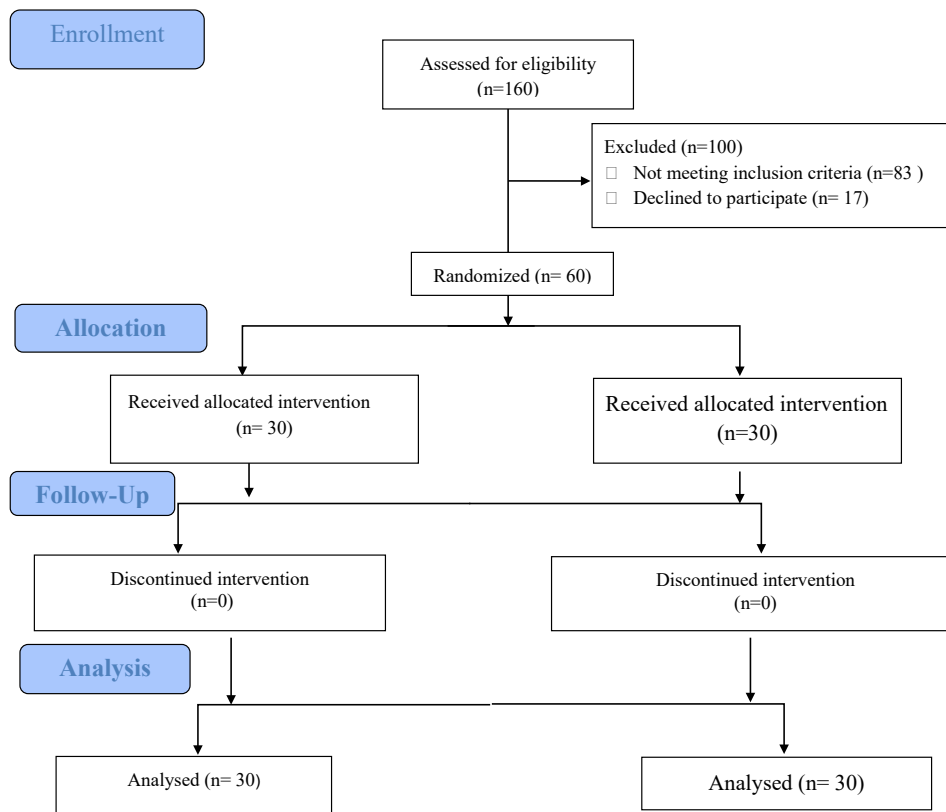 Enrollment
Assessed for eligibility
(n=160)
Excluded (n=100)
Not meeting inclusion criteria (n=83 )
Declined to participate (n= 17)
Randomized (n= 60)
Allocation
Received allocated intervention
(n= 30)
Received allocated intervention
(n=30)
Follow-Up
Discontinued intervention
(n=0)
Discontinued intervention
(n=0)
Analysis
Analysed (n= 30)
Analysed (n= 30)